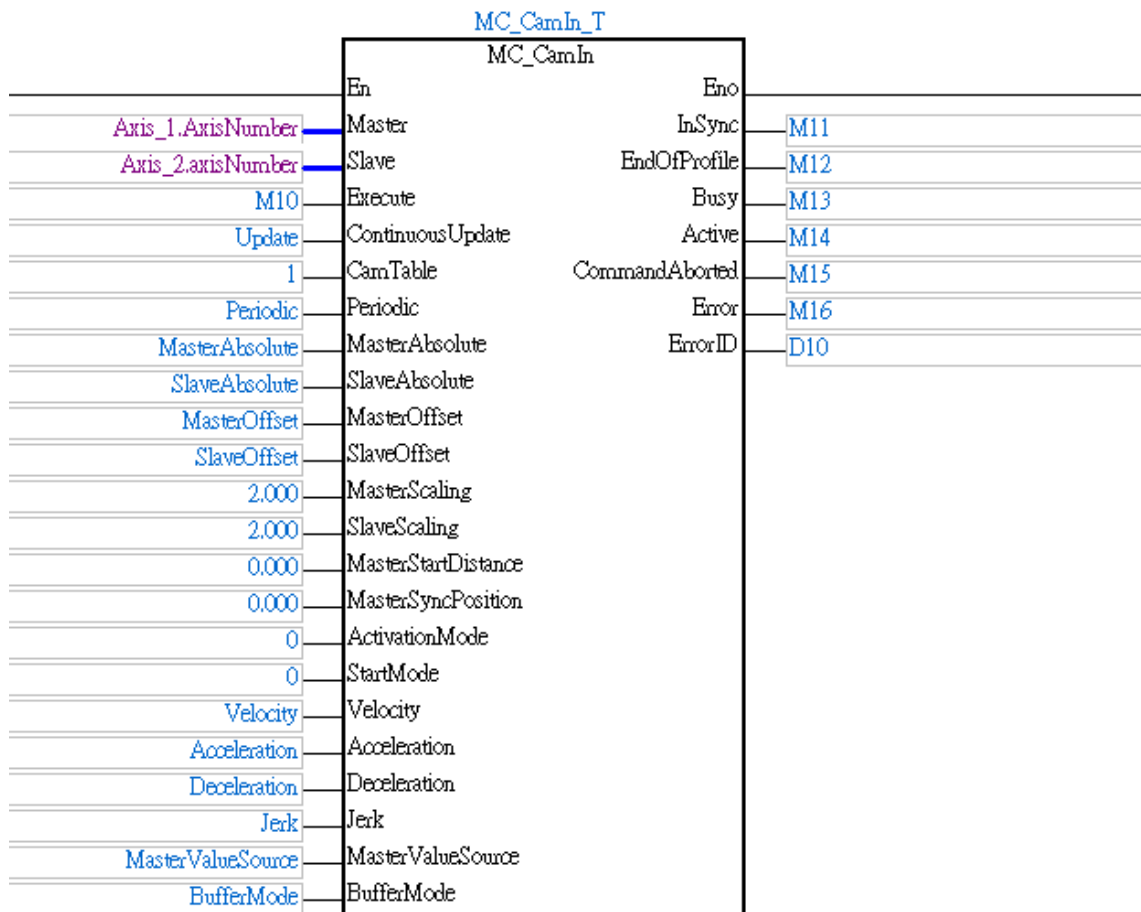 MC_CamIn_T
MC_CamIn
En Eno
Axis_1.AxisNumber Master InSync M11
Axis_2.axisNumber Slave EndOfProfile M12
M10 Execute Busy M13
Update ContinuousUpdate Active M14
1 CamTable CommandAborted M15
Periodic Periodic Error M16
MasterAbsolute MasterAbsolute ErrorID D10
SlaveAbsolute SlaveAbsolute
MasterOffset MasterOffset
SlaveOffset SlaveOffset
2.000 MasterScaling
2.000 SlaveScaling
0.000 MasterStartDistance
0.000 MasterSyncPosition
0 ActivationMode
0 StartMode
Velocity Velocity
Acceleration Acceleration
Deceleration Deceleration
Jerk Jerk
MasterValueSource MasterValueSource
BufferMode BufferMode